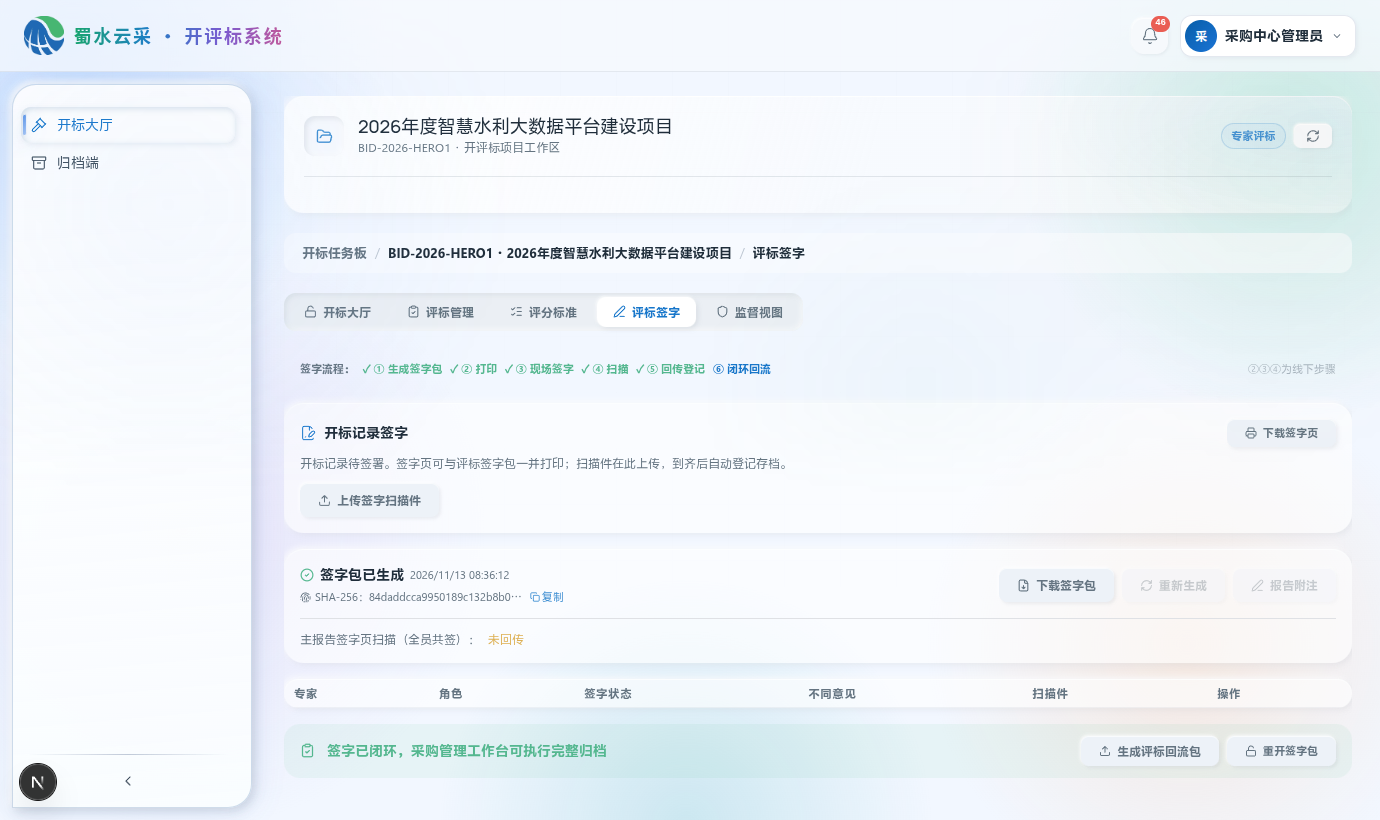 蜀水云采 · 开评标系统
46
采 采购中心管理员
开标大厅
归档端
2026年度智慧水利大数据平台建设项目
BID-2026-HERO1 · 开评标项目工作区
专家评标
开标任务板 / BID-2026-HERO1 · 2026年度智慧水利大数据平台建设项目 / 评标签字
开标大厅 评标管理 评分标准 评标签字 监督视图
签字流程： ✓① 生成签字包 ✓② 打印 ✓③ 现场签字 ✓④ 扫描 ✓⑤ 回传登记 ⑥ 闭环回流 ②③④为线下步骤
开标记录签字 下载签字页
开标记录待签署。签字页可与评标签字包一并打印；扫描件在此上传，到齐后自动登记存档。
上传签字扫描件
签字包已生成 2026/11/13 08:36:12
SHA-256：84daddcca9950189c132b8b0… 复制
下载签字包 重新生成 报告附注
主报告签字页扫描（全员共签）： 未回传
专家 角色 签字状态 不同意见 扫描件 操作
签字已闭环，采购管理工作台可执行完整归档 生成评标回流包 重开签字包
N